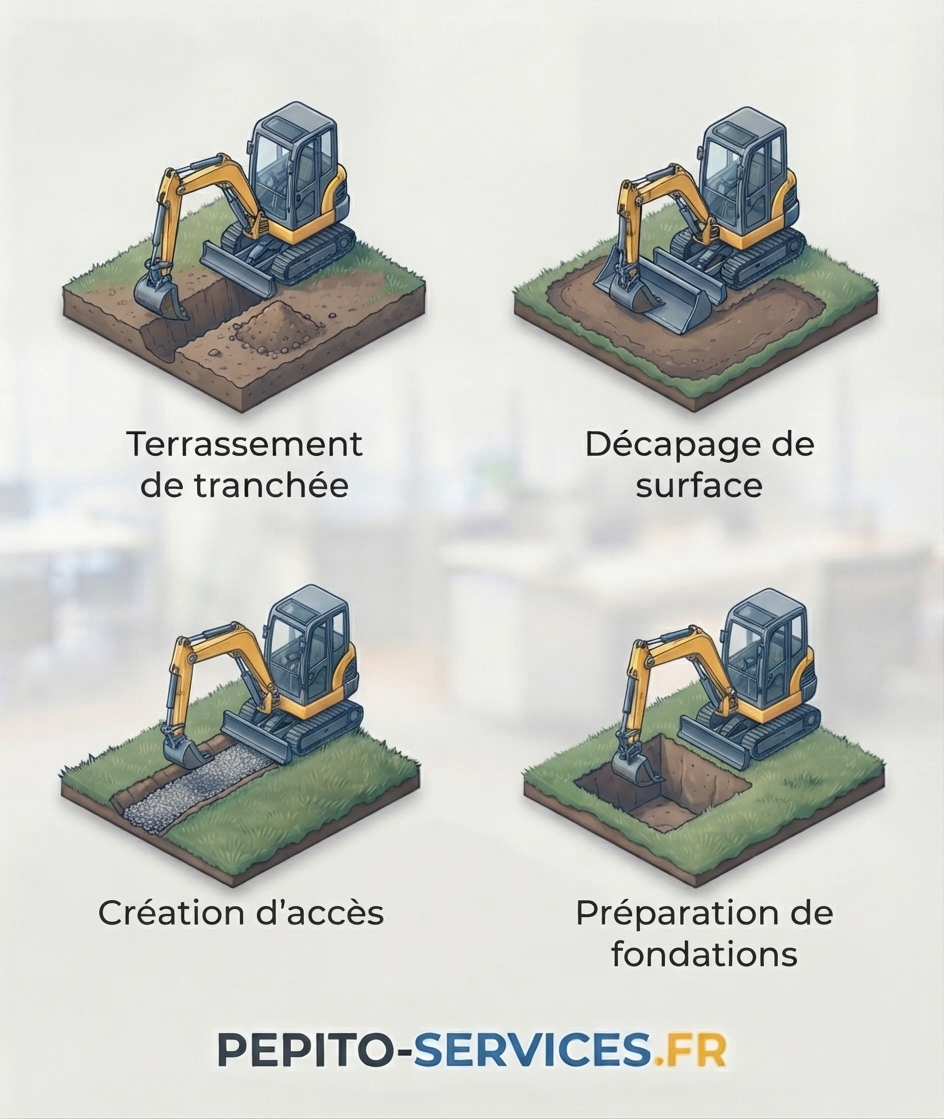 Terrassement
de tranchée
Décapage de
surface
Création d’accès
Préparation de
fondations
PEPITO-SERVICES.FR